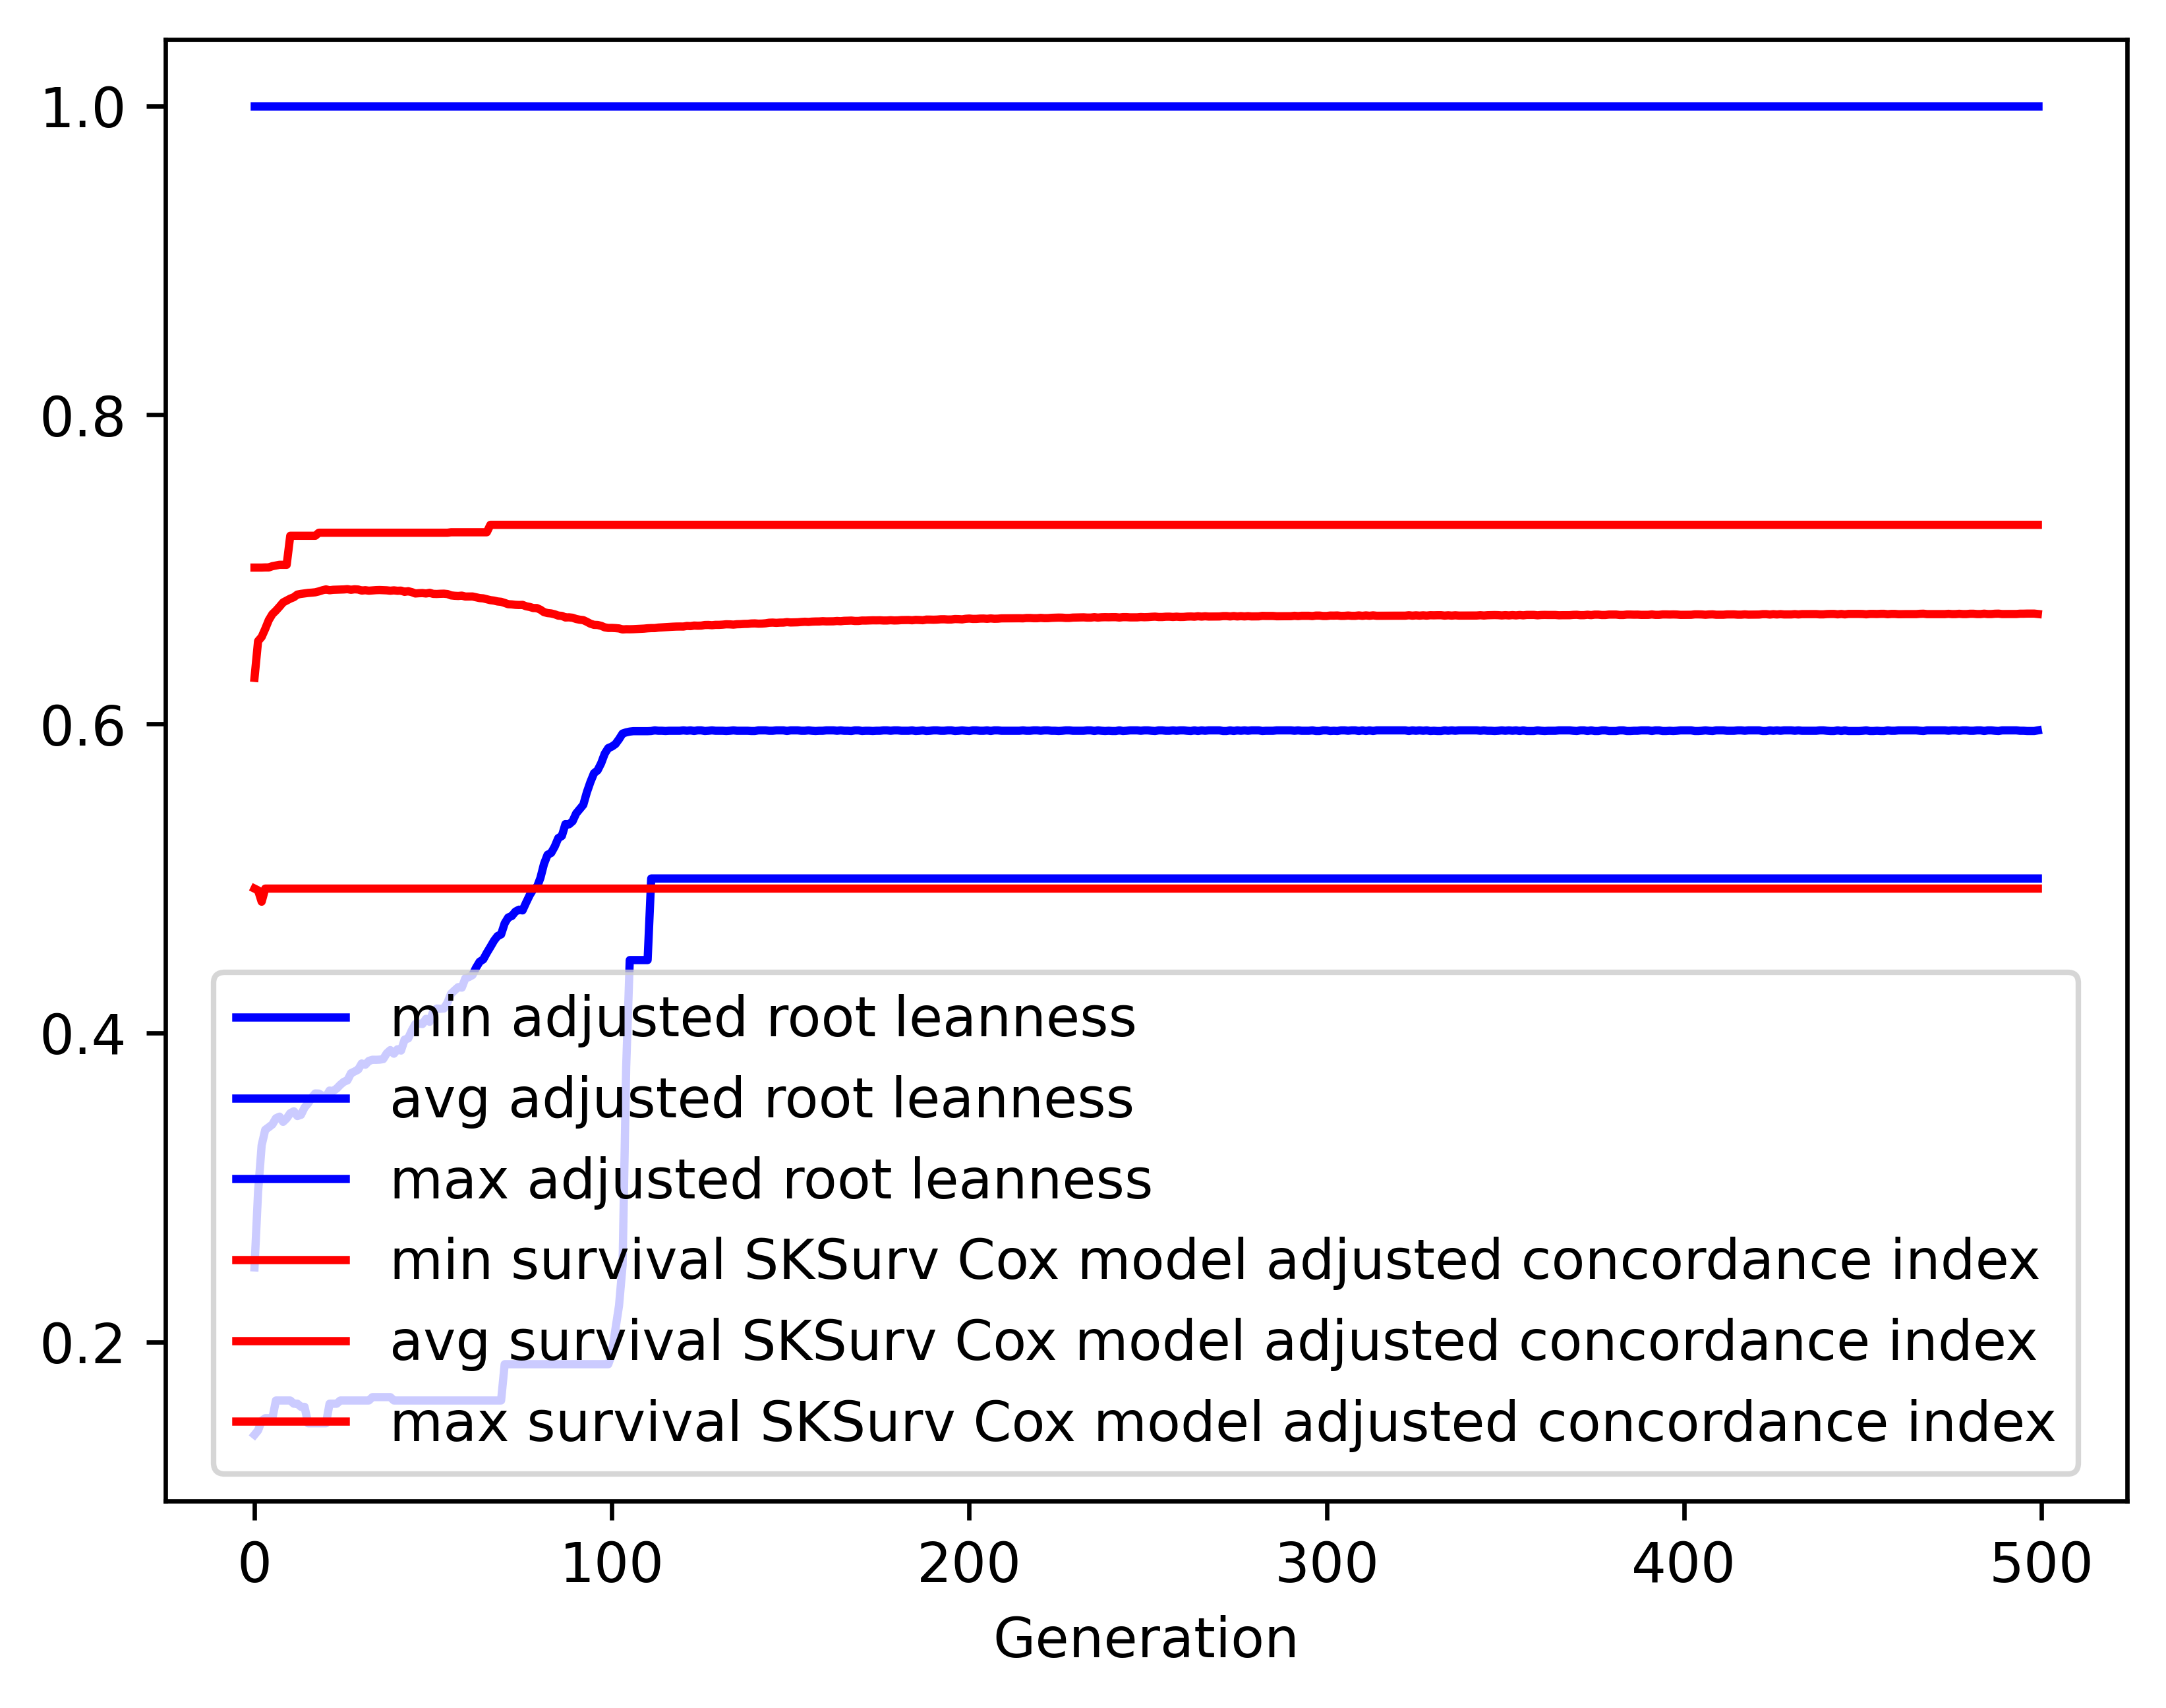 1.0
0.8
0.6
0.4
0.2
min adjusted root leanness
avg adjusted root leanness
max adjusted root leanness
min survival SKSurv Cox model adjusted concordance index
avg survival SKSurv Cox model adjusted concordance index
max survival SKSurv Cox model adjusted concordance index
0 100 200 300 400 500
Generation